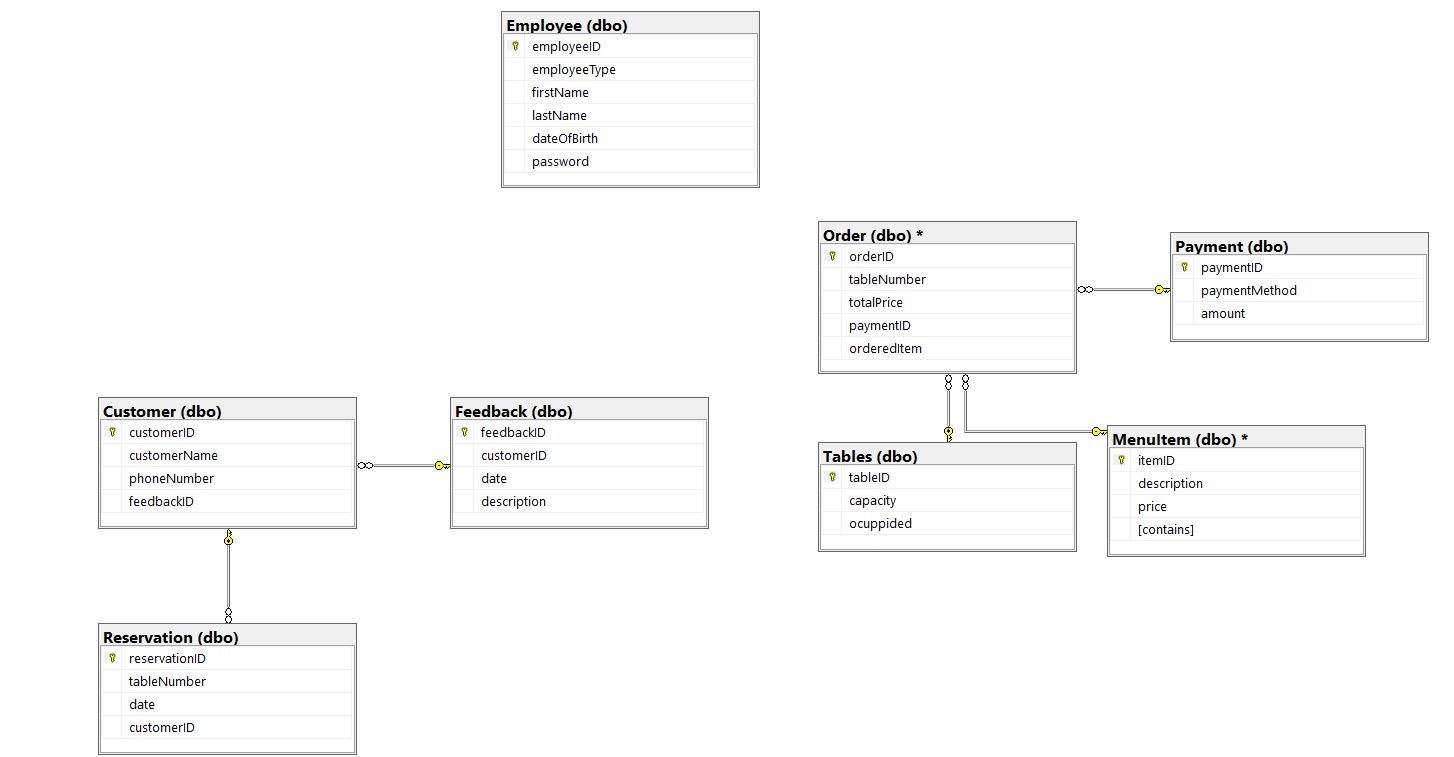 Employee (dbo)
employeeID
employeeType
firstName
lastName
dateOfBirth
password
Order (dbo) *
orderID
tableNumber
totalPrice
paymentID
orderedItem
Payment (dbo)
paymentID
paymentMethod
amount
Customer (dbo)
customerID
customerName
phoneNumber
feedbackID
Feedback (dbo)
feedbackID
customerID
date
description
Tables (dbo)
tableID
capacity
ocuppided
MenuItem (dbo) *
itemID
description
price
[contains]
Reservation (dbo)
reservationID
tableNumber
date
customerID